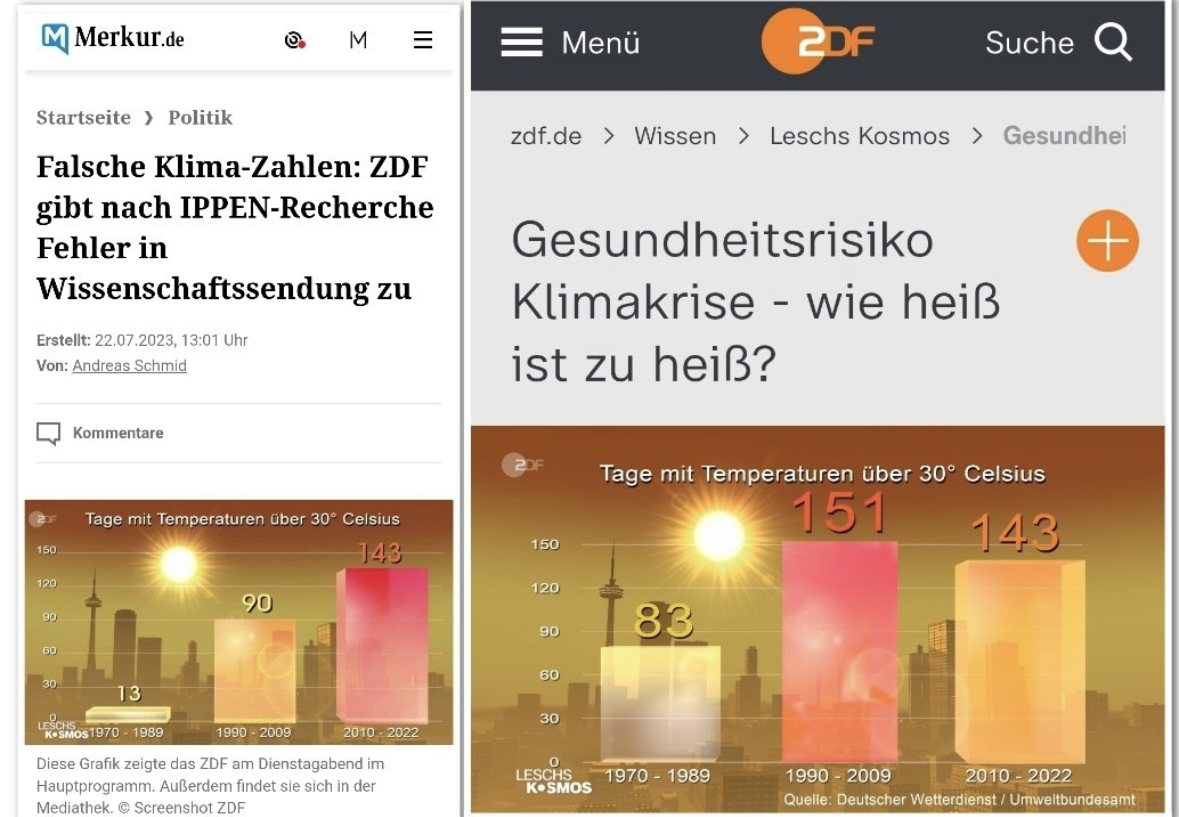 Merkur.de
M
Startseite ❯ Politik
Falsche Klima-Zahlen: ZDF
gibt nach IPPEN-Recherche
Fehler in
Wissenschaftssendung zu
Erstellt: 22.07.2023, 13:01 Uhr
Von: Andreas Schmid
Kommentare
ZDF
Tage mit Temperaturen über 30° Celsius
150
120
90
60
30
0
13
90
143
LESCHS
KOSMOS
1970 - 1989
1990 - 2009
2010 - 2022
Diese Grafik zeigte das ZDF am Dienstagabend im
Hauptprogramm. Außerdem findet sie sich in der
Mediathek. © Screenshot ZDF
Menü
ZDF
Suche
zdf.de > Wissen > Leschs Kosmos > Gesundhei
Gesundheitsrisiko
Klimakrise - wie heiß
ist zu heiß?
ZDF
Tage mit Temperaturen über 30° Celsius
150
120
90
60
30
0
83
151
143
1970 - 1989
1990 - 2009
2010 - 2022
LESCHS
KOSMOS
Quelle: Deutscher Wetterdienst / Umweltbundesamt